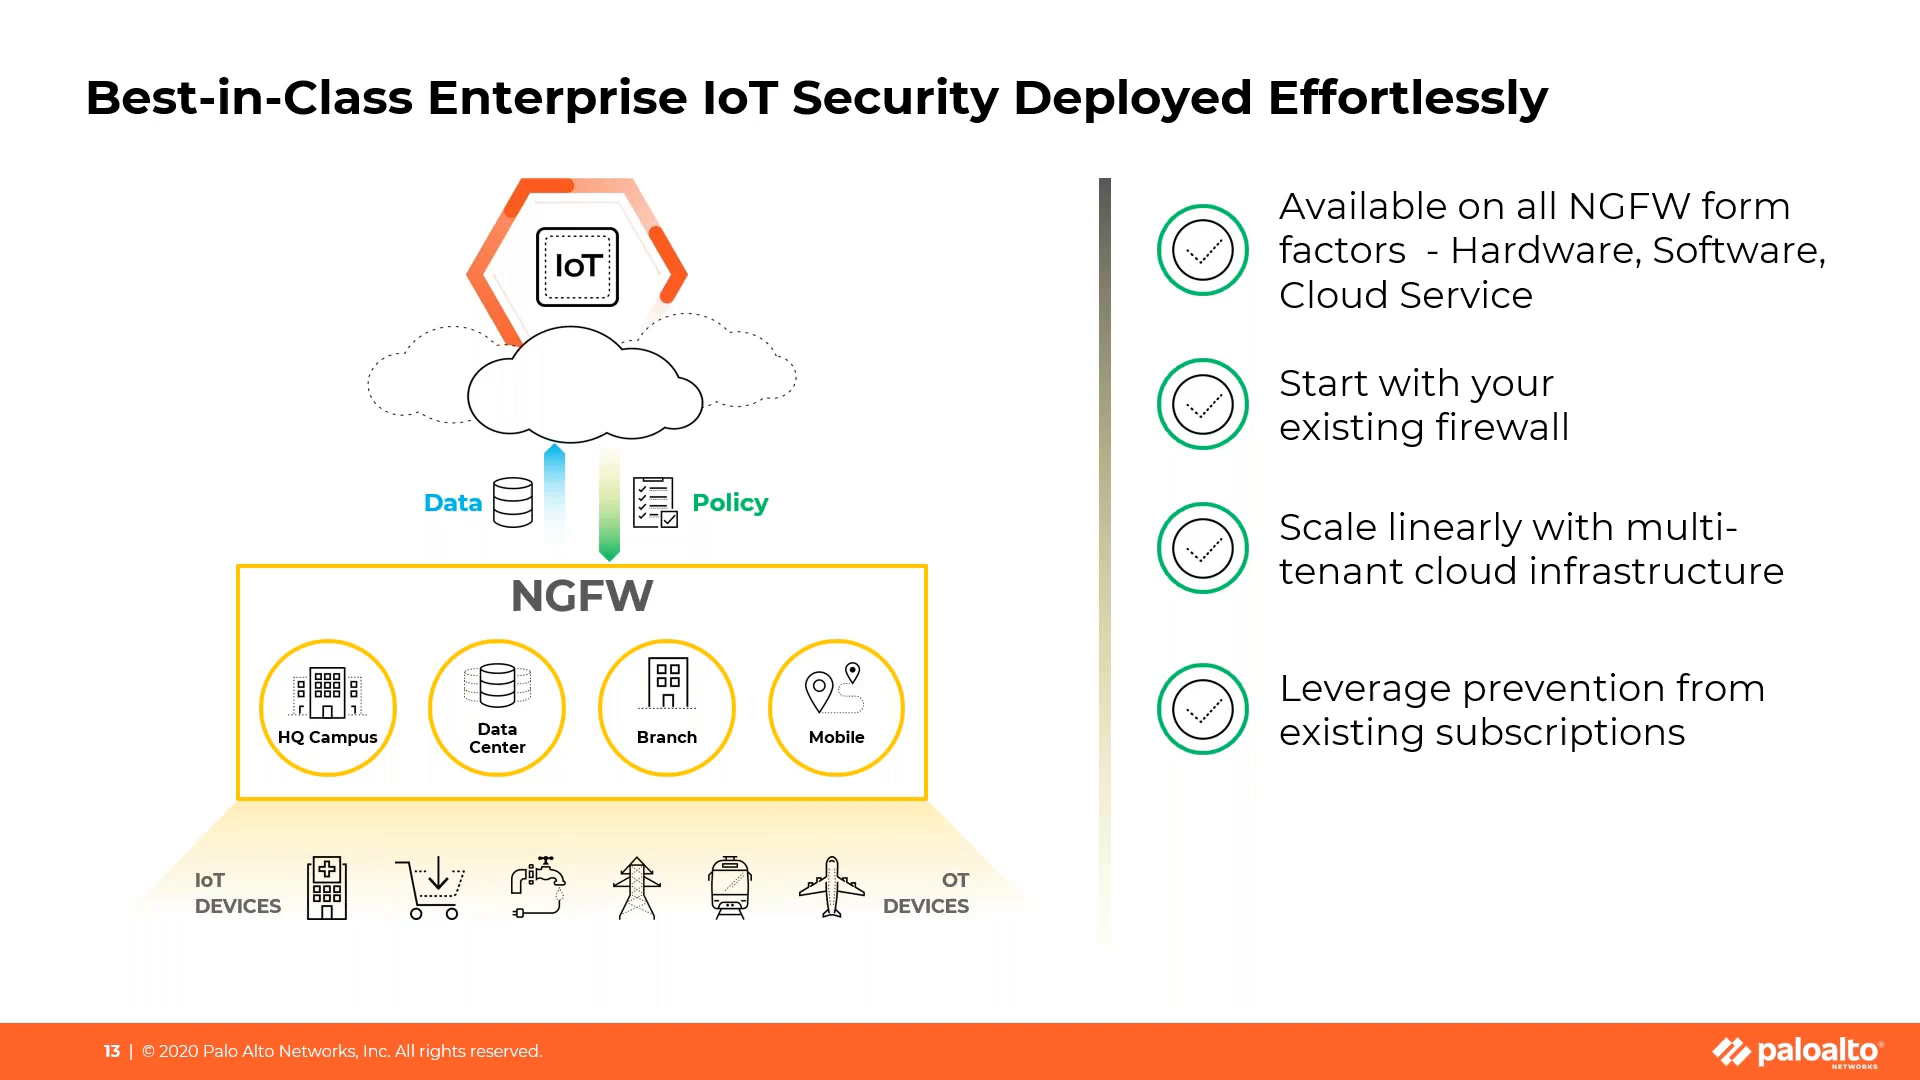 Best-in-Class Enterprise IoT Security Deployed Effortlessly
IoT
Data
Policy
NGFW
HQ Campus
Data
Center
Branch
Mobile
IoT
DEVICES
OT
DEVICES
Available on all NGFW form
factors  - Hardware, Software,
Cloud Service
Start with your
existing firewall
Scale linearly with multi-
tenant cloud infrastructure
Leverage prevention from
existing subscriptions
13 | © 2020 Palo Alto Networks, Inc. All rights reserved.
paloalto®
NETWORKS